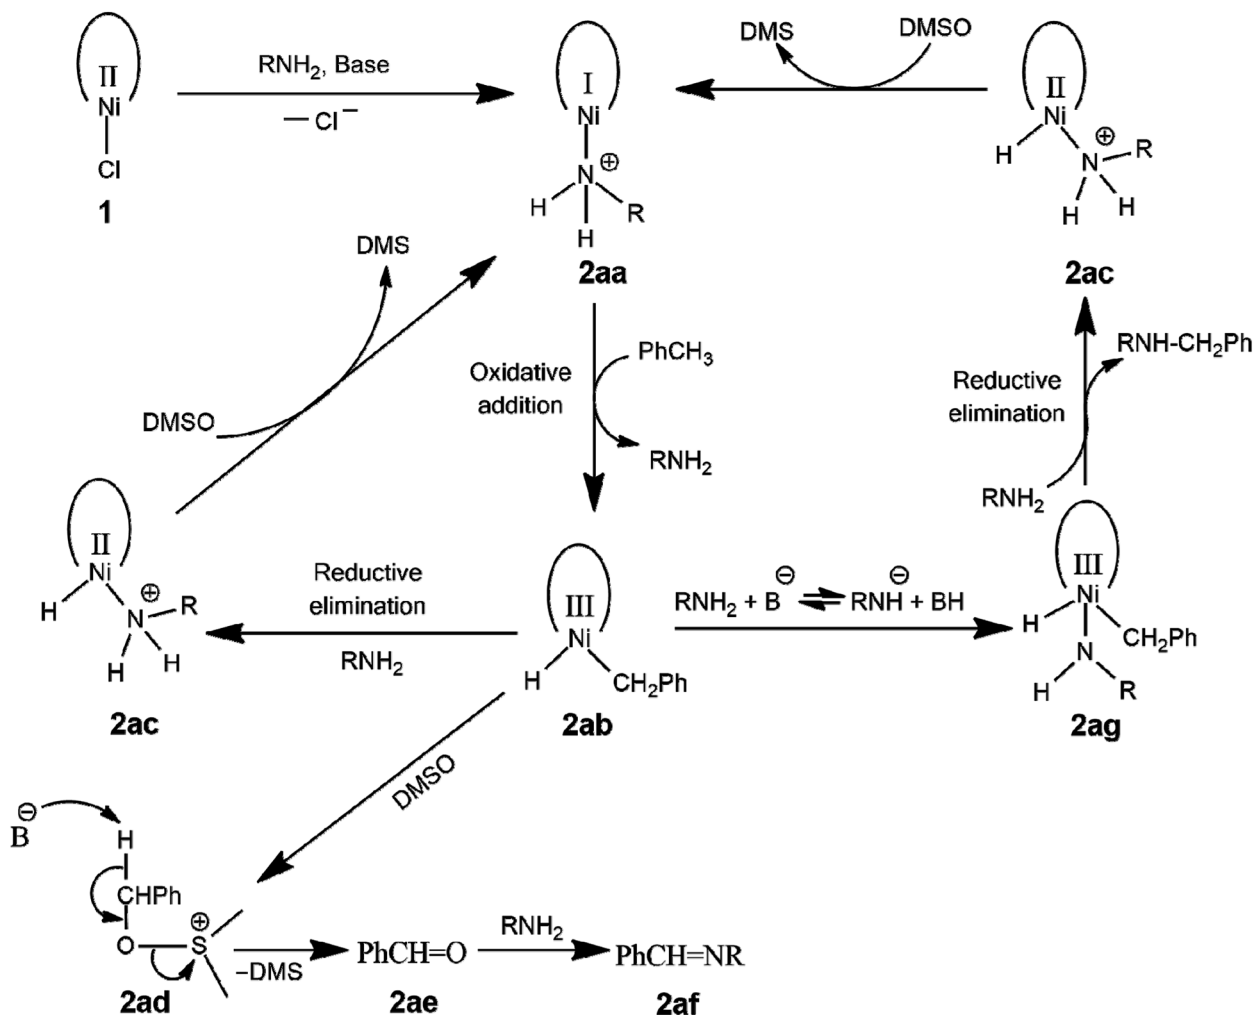 II
Ni
Cl
1
RNH₂, Base
— Cl⁻
I
Ni
N ⊕
H
R
H
2aa
DMS
DMSO
II
Ni
H
N ⊕
R
H
H
2ac
DMS
DMSO
PhCH₃
Oxidative
addition
RNH₂
RNH-CH₂Ph
Reductive
elimination
RNH₂
II
Ni
H
N ⊕
R
H
H
2ac
Reductive
elimination
RNH₂
III
Ni
H
CH₂Ph
2ab
RNH₂ + B⊖ ⇌ RNH⊖ + BH
III
Ni
H
CH₂Ph
N
H
R
2ag
DMSO
B⊖
H
CHPh
O
S⊕
2ad
−DMS
PhCH=O
2ae
RNH₂
PhCH=NR
2af